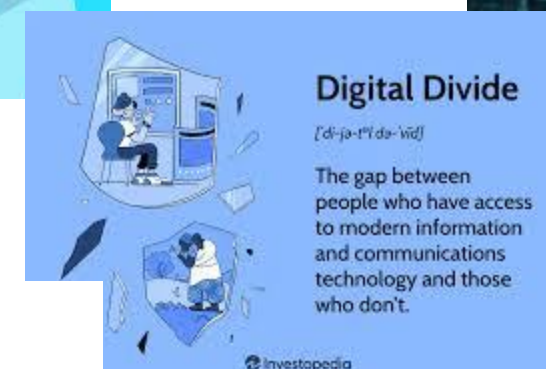 Digital Divide
['di-jə-tᵊl də-ˈvīd]
The gap between
people who have access
to modern information
and communications
technology and those
who don't.
Investopedia